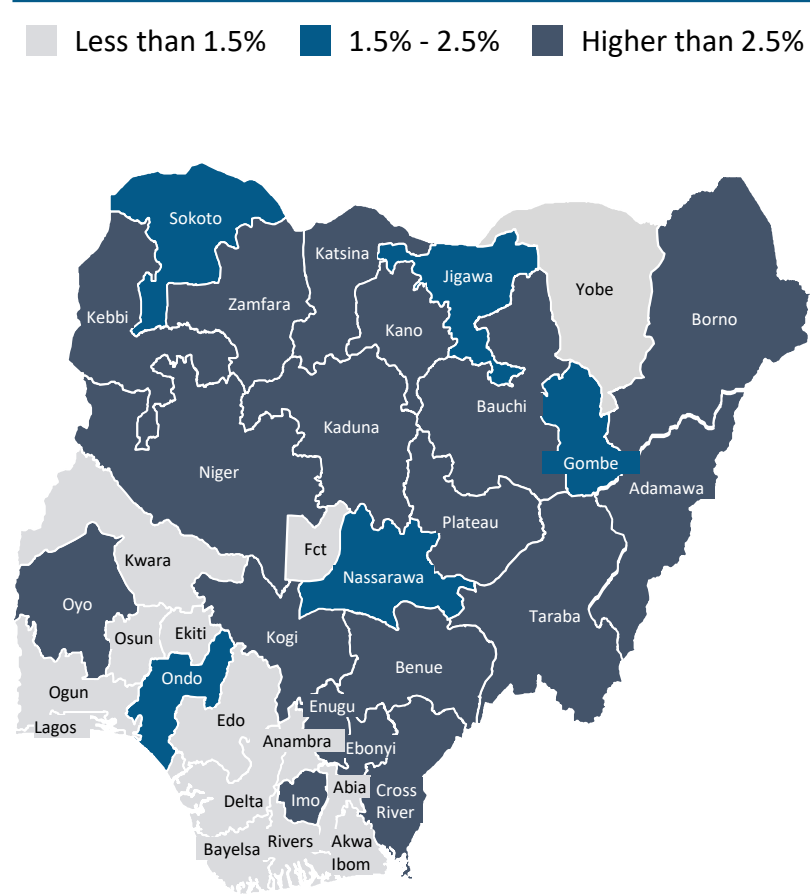 Less than 1.5%
1.5% - 2.5%
Higher than 2.5%
Sokoto
Katsina
Jigawa
Yobe
Zamfara
Kebbi
Kano
Borno
Bauchi
Kaduna
Gombe
Niger
Adamawa
Plateau
Fct
Kwara
Nassarawa
Oyo
Taraba
Osun
Ekiti
Kogi
Benue
Ondo
Ogun
Enugu
Edo
Lagos
Anambra
Ebonyi
Abia
Cross
River
Delta
Imo
Bayelsa
Rivers
Akwa
Ibom